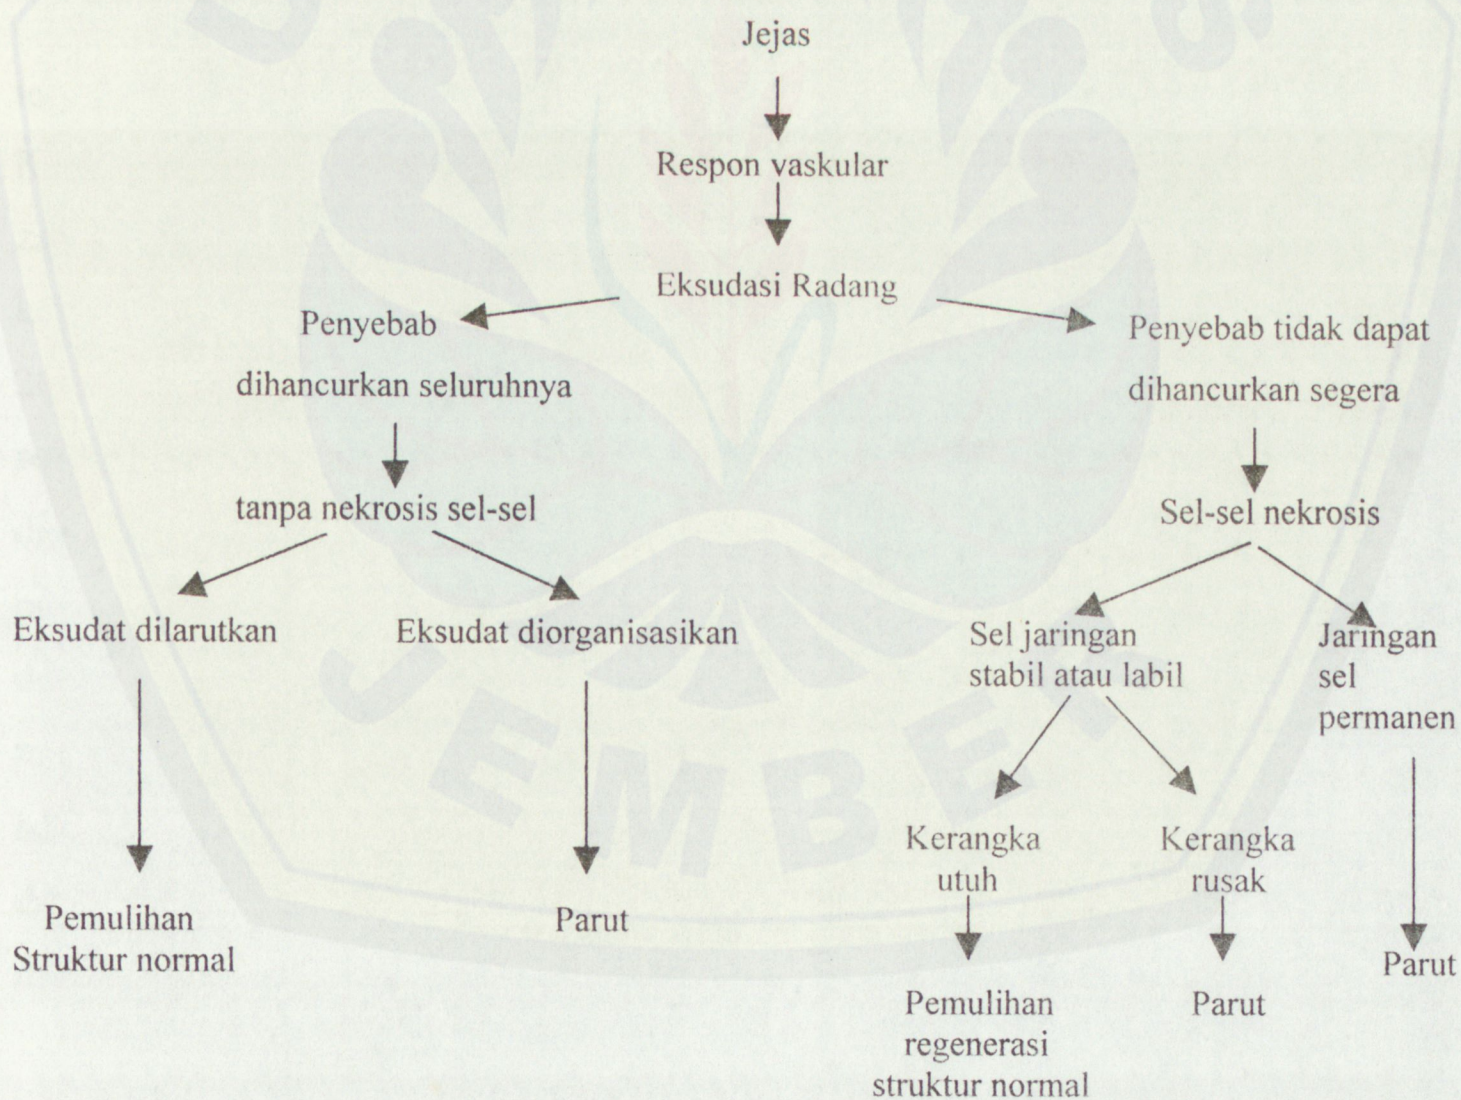 Jejas
Respon vaskular
Eksudasi Radang
Penyebab
dihancurkan seluruhnya
Penyebab tidak dapat
dihancurkan segera
tanpa nekrosis sel-sel
Sel-sel nekrosis
Eksudat dilarutkan
Eksudat diorganisasikan
Sel jaringan
stabil atau labil
Jaringan
sel
permanen
Kerangka
utuh
Kerangka
rusak
Pemulihan
Struktur normal
Parut
Pemulihan
regenerasi
struktur normal
Parut
Parut
JEMBE